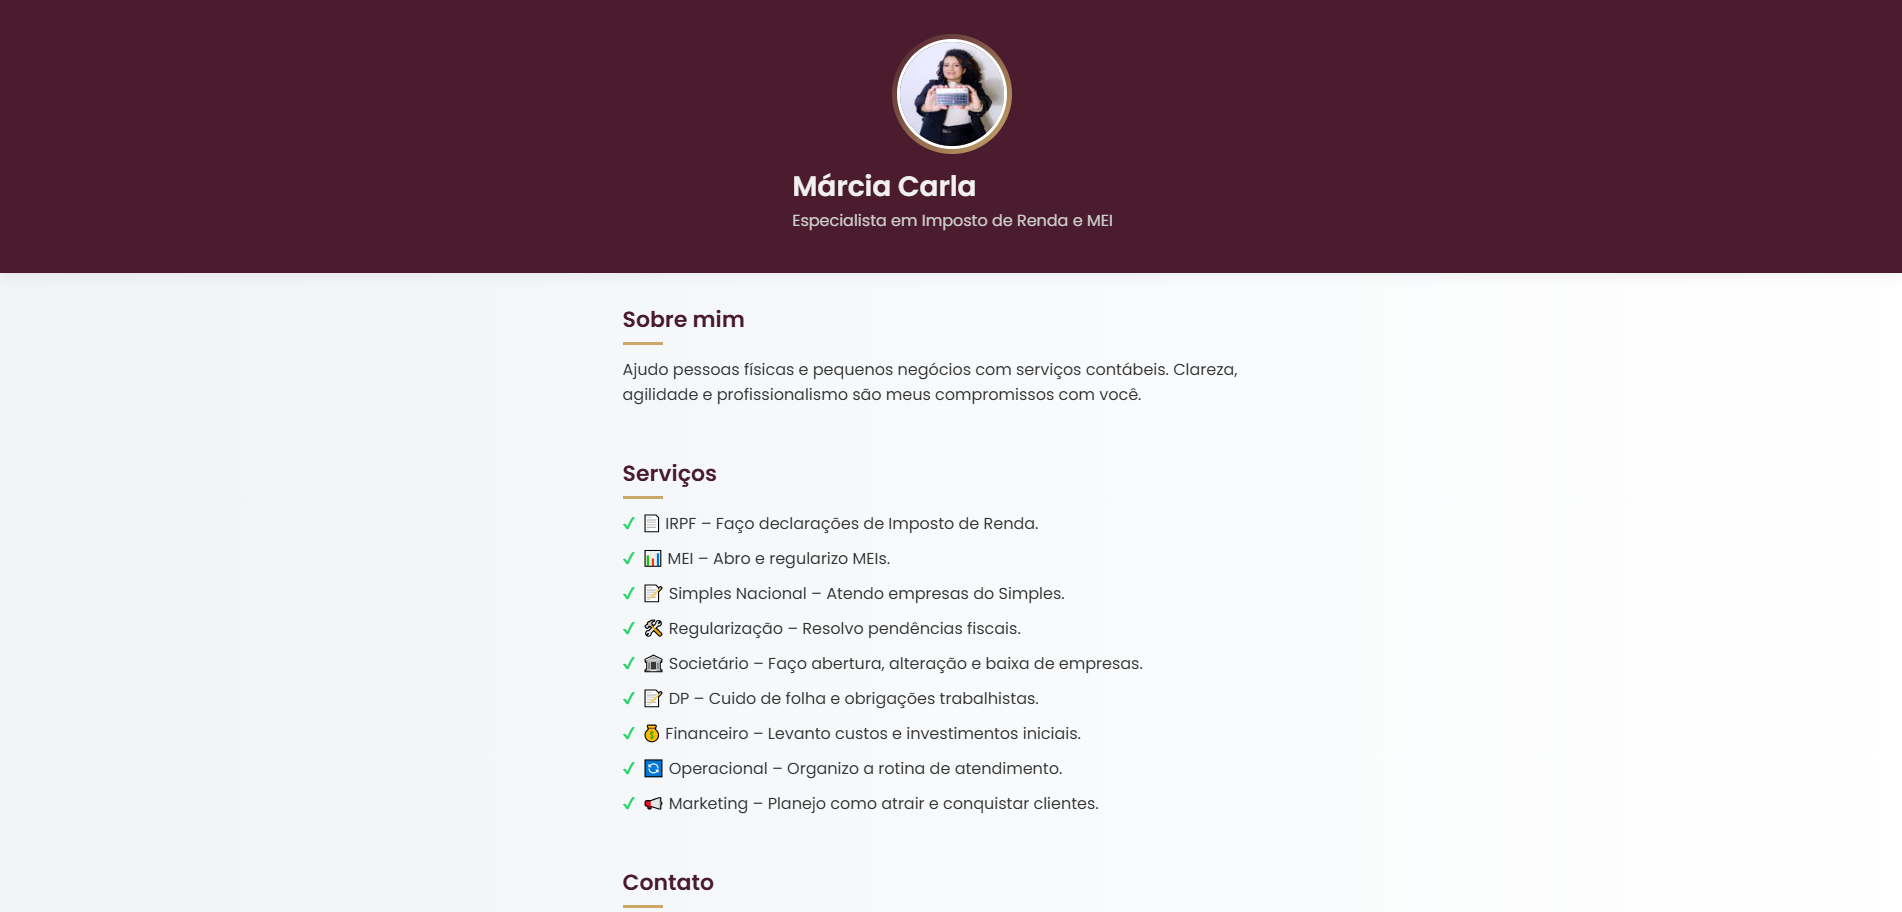 Márcia Carla
Especialista em Imposto de Renda e MEI
Sobre mim
Ajudo pessoas físicas e pequenos negócios com serviços contábeis. Clareza,
agilidade e profissionalismo são meus compromissos com você.
Serviços
✓ 📄 IRPF – Faço declarações de Imposto de Renda.
✓ 📊 MEI – Abro e regularizo MEIs.
✓ 📝 Simples Nacional – Atendo empresas do Simples.
✓ 🛠 Regularização – Resolvo pendências fiscais.
✓ 🏛 Societário – Faço abertura, alteração e baixa de empresas.
✓ 📝 DP – Cuido de folha e obrigações trabalhistas.
✓ 💰 Financeiro – Levanto custos e investimentos iniciais.
✓ 🔄 Operacional – Organizo a rotina de atendimento.
✓ 📢 Marketing – Planejo como atrair e conquistar clientes.
Contato